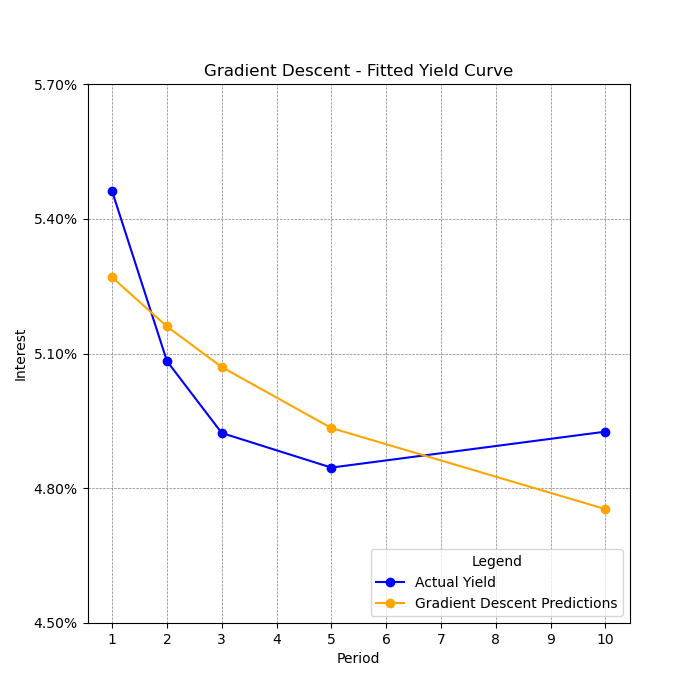 Gradient Descent - Fitted Yield Curve
5.70%
5.40%
5.10%
4.80%
4.50%
Interest
1 2 3 4 5 6 7 8 9 10
Period
Legend
Actual Yield
Gradient Descent Predictions